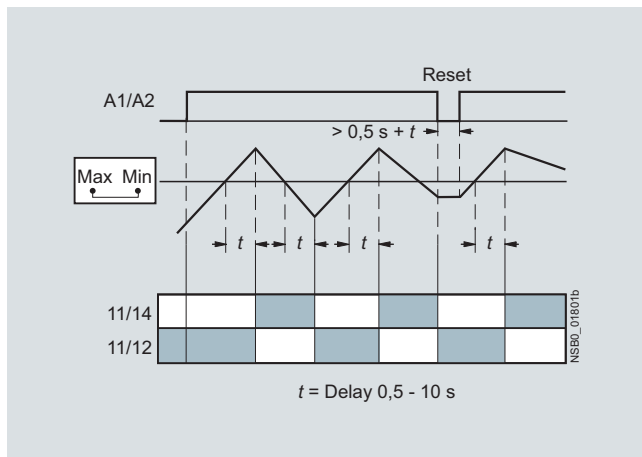 Reset
A1/A2
> 0,5 s + t
Max Min
t t t t
11/14
11/12
NSB0_01801b
t = Delay 0,5 - 10 s